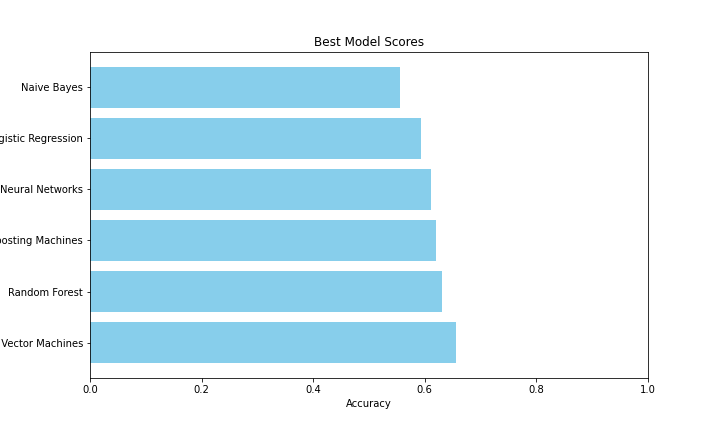 Best Model Scores
Naive Bayes
gistic Regression
Neural Networks
osting Machines
Random Forest
Vector Machines
0.0 0.2 0.4 0.6 0.8 1.0
Accuracy